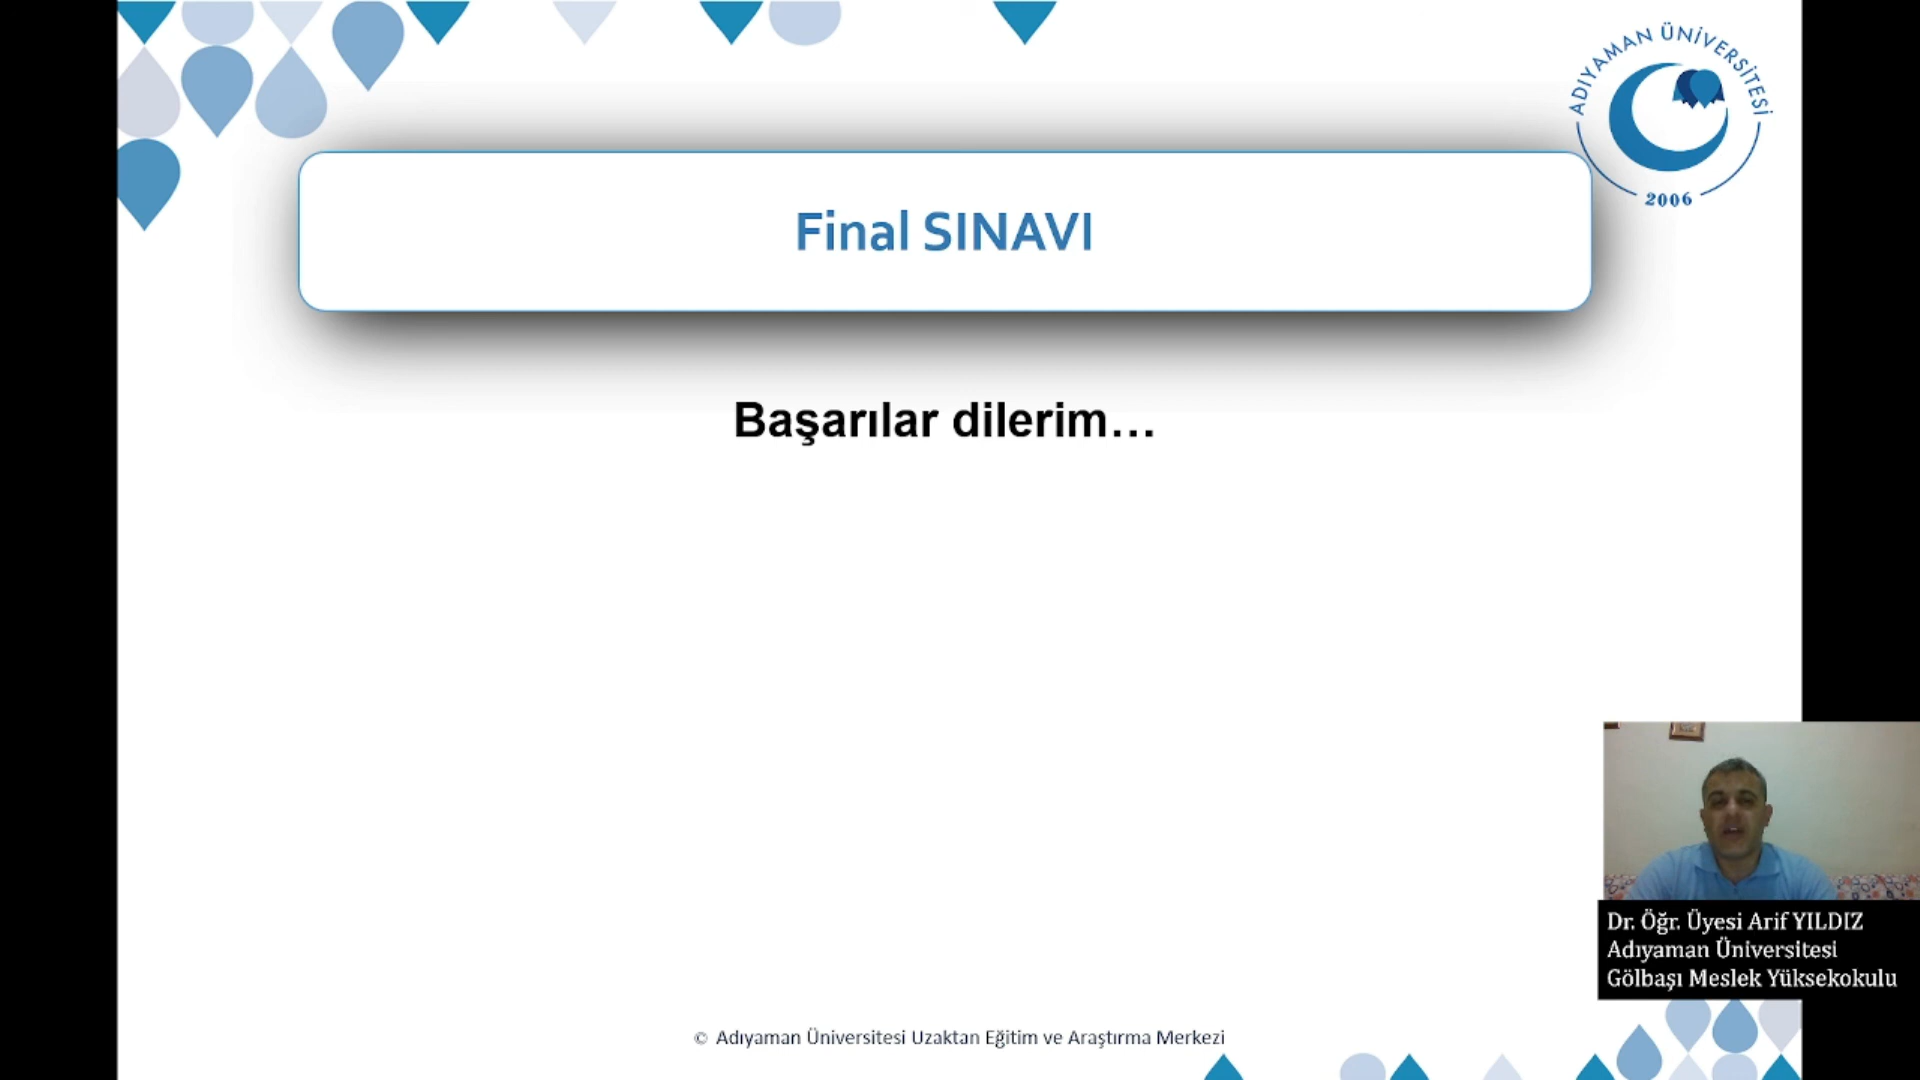 ADIYAMAN ÜNİVERSİTESİ
2006
Final SINAVI
Başarılar dilerim...
Dr. Öğr. Üyesi Arif YILDIZ
Adıyaman Üniversitesi
Gölbaşı Meslek Yüksekokulu
© Adıyaman Üniversitesi Uzaktan Eğitim ve Araştırma Merkezi